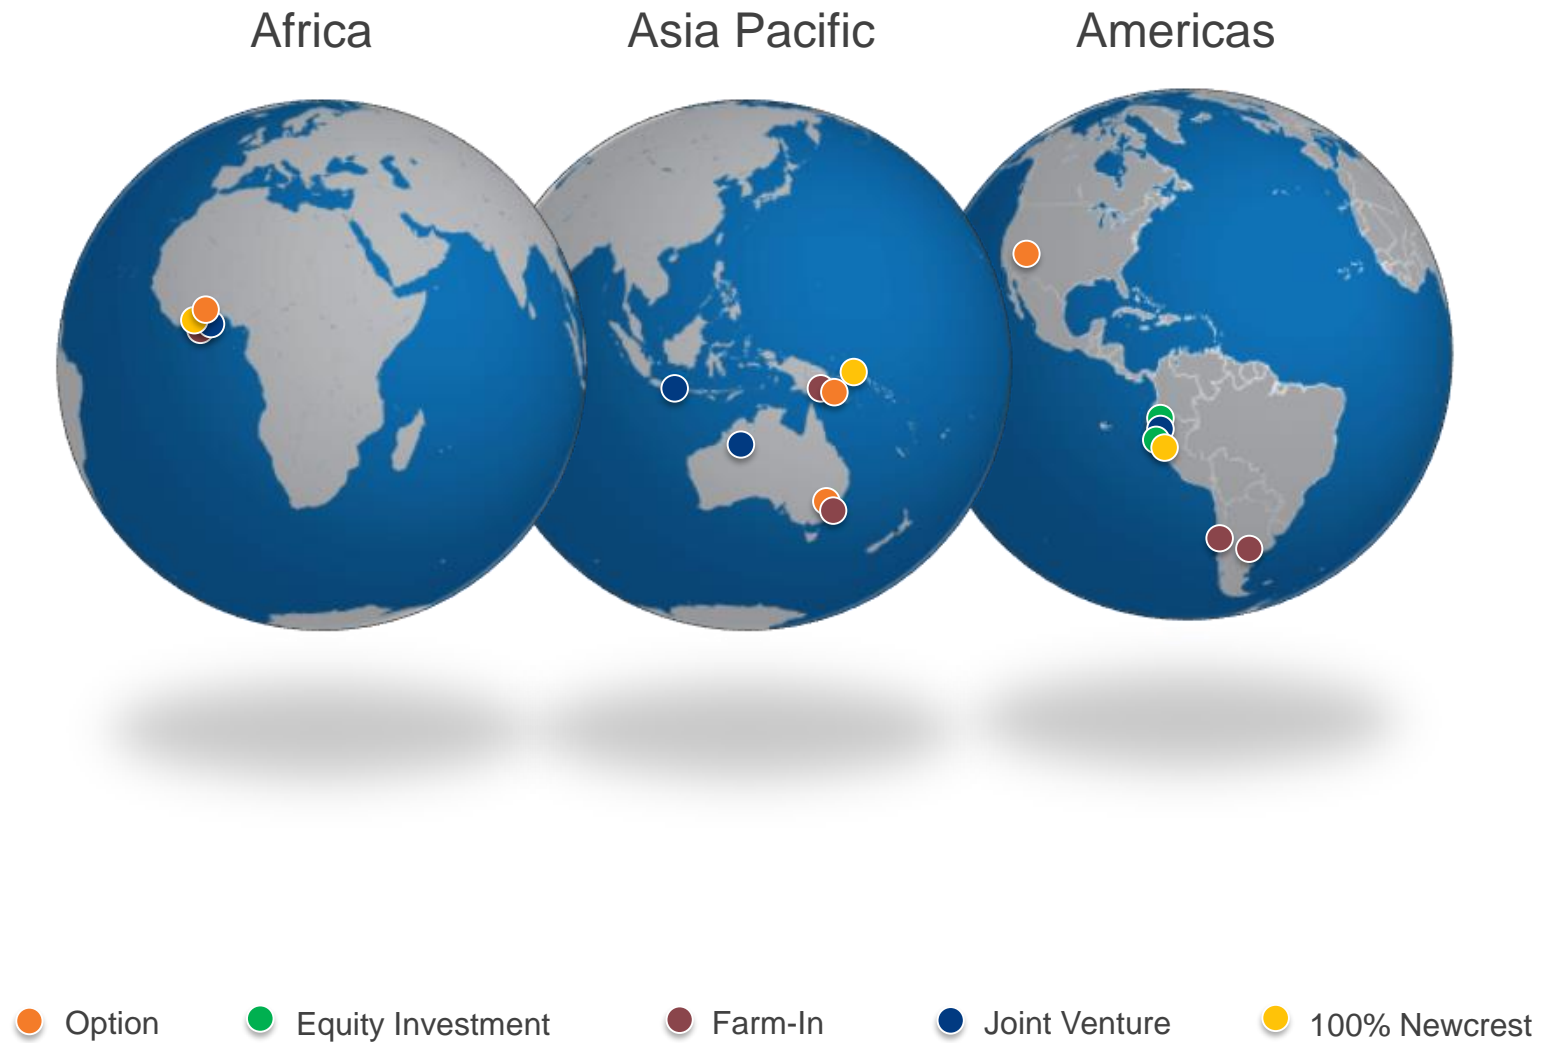 Africa
Asia Pacific
Americas
Option
Equity Investment
Farm-In
Joint Venture
100% Newcrest